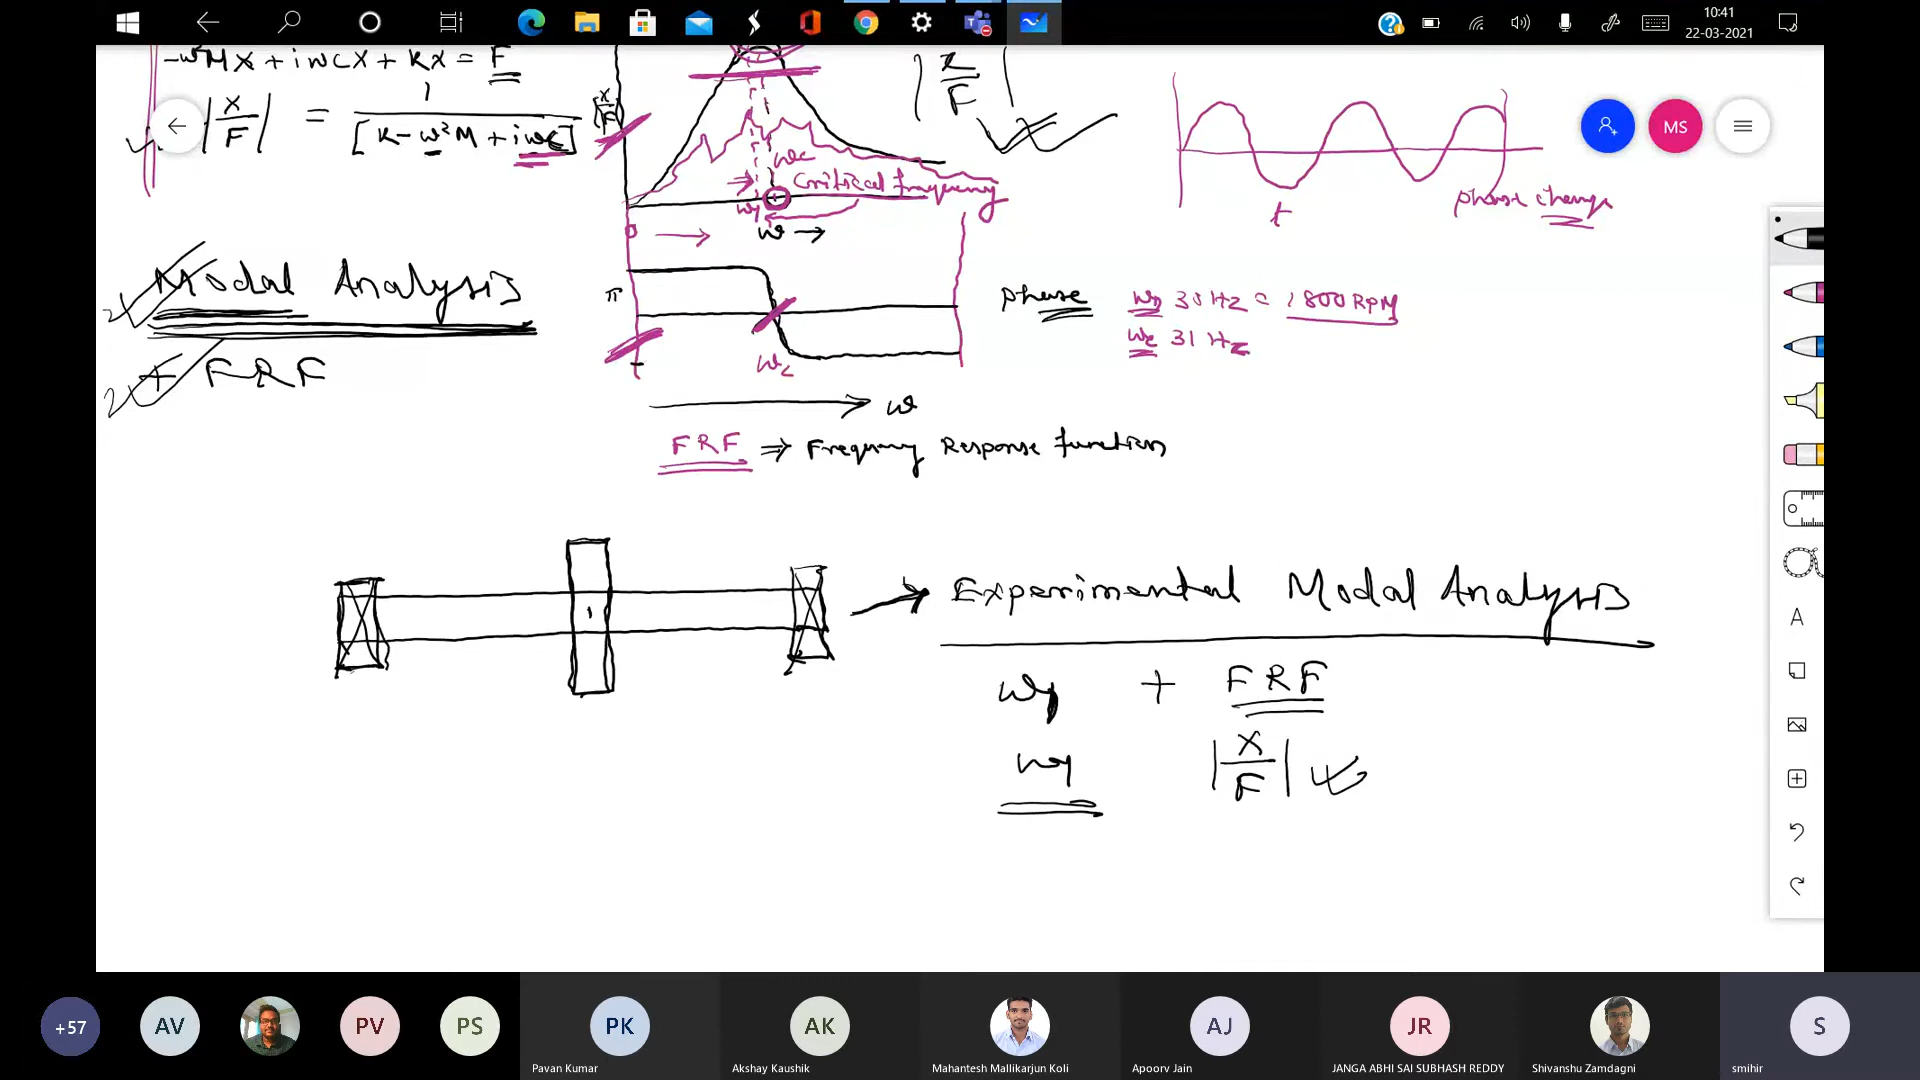 10:41
22-03-2021
-ω²MX + iωCX + KX = F
|X/F| = 1/[K-ω²M + iωC]
|X/F|
ωc
Critical frequency
ωn
0
ω →
|X/F|
t
phase change
MS
Modal Analysis
+ FRF
π
ωc
ω
phase
ωn 30 Hz = 1800 RPM
ωc 31 Hz
FRF ⇒ Frequency Response function
Experimental Modal Analysis
ωn + FRF
ωn |X/F|
+57
AV
PV
PS
PK
Pavan Kumar
AK
Akshay Kaushik
Mahantesh Mallikarjun Koli
AJ
Apoorv Jain
JR
JANGA ABHI SAI SUBHASH REDDY
Shivanshu Zamdagni
S
smihir